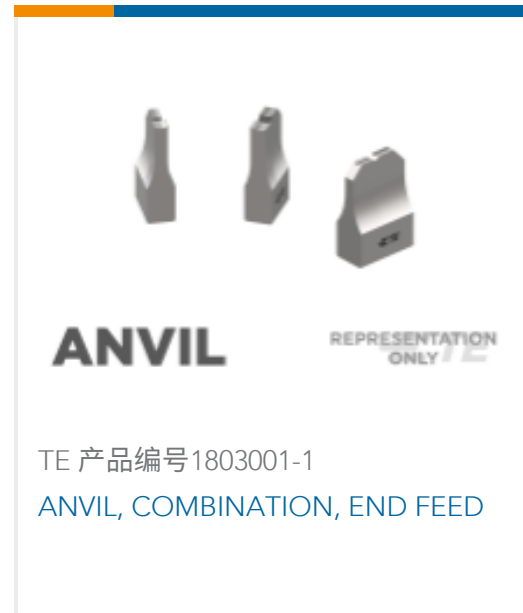 ANVIL
REPRESENTATION
ONLY TE
TE 产品编号1803001-1
ANVIL, COMBINATION, END FEED